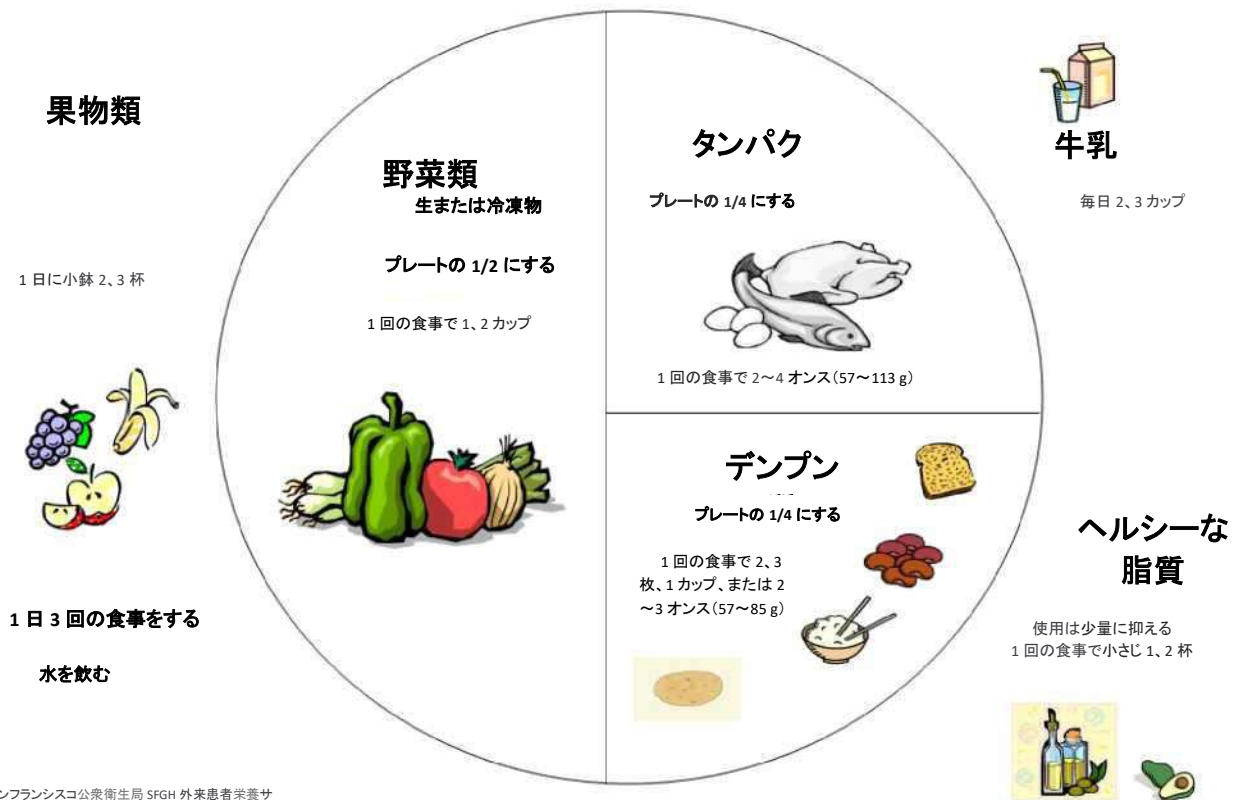 果物類
1 日に小鉢 2、3 杯
1 日 3 回の食事をする
水を飲む
野菜類
生または冷凍物
プレートの 1/2 にする
1 回の食事で 1、2 カップ
タンパク
プレートの 1/4 にする
1 回の食事で 2～4 オンス(57～113 g)
デンプン
プレートの 1/4 にする
1 回の食事で 2、3
枚、1 カップ、または 2
～3 オンス(57～85 g)
牛乳
毎日 2、3 カップ
ヘルシーな
脂質
使用は少量に抑える
1 回の食事で小さじ 1、2 杯
ンフランシスコ公衆衛生局 SFGH 外来患者栄養サ